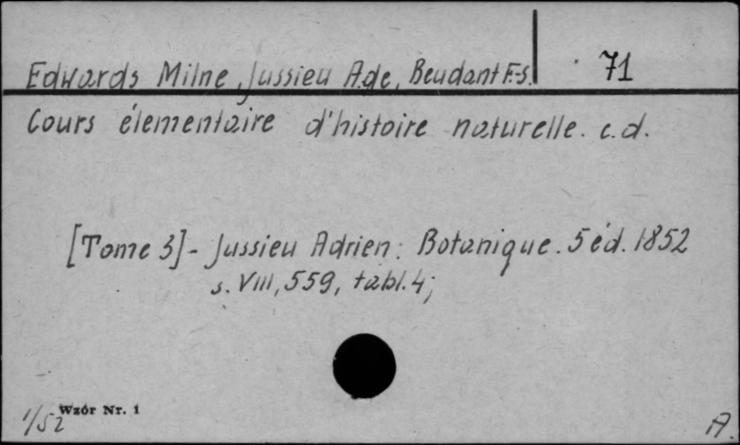 Edwards Milne, Jussieu A.de, Beudant F.-S. 71
Cours élementaire d'histoire naturelle. c.d.
[Tome 3] - Jussieu Adrien: Botanique. 5 éd. 1852
s. VIII, 559, tabl. 4;
Wzór Nr. 1
1/52
A.